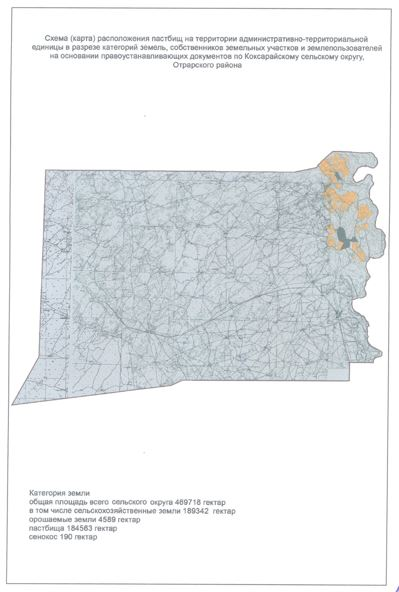 Схема (карта) расположения пастбищ на территории административно-территориальной
единицы в разрезе категорий земель, собственников земельных участков и землепользователей
на основании правоустанавливающих документов по Коксарайскому сельскому округу,
Отрарского района
Категория земли
общая площадь всего сельского округа 469718 гектар
в том числе сельскохозяйственные земли 189342 гектар
орошаемые земли 4589 гектар
пастбища 184563 гектар
сенокос 190 гектар